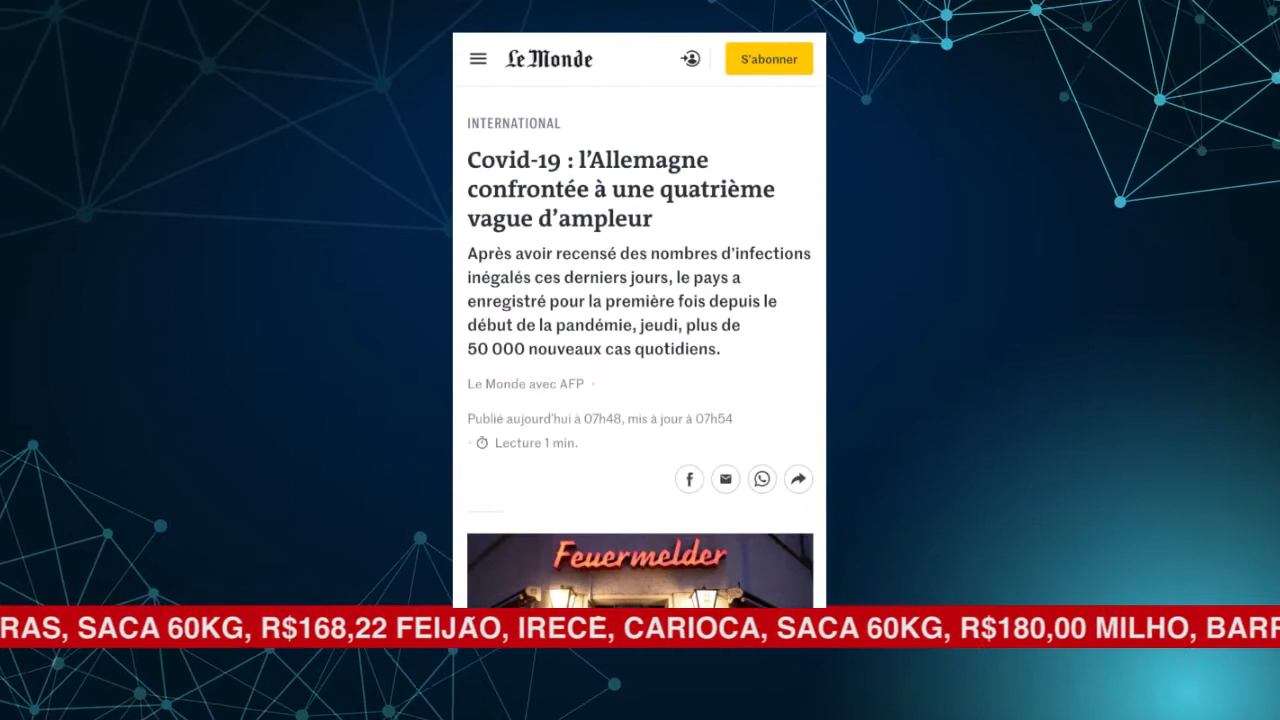 Le Monde
S'abonner
INTERNATIONAL
Covid-19 : l’Allemagne
confrontée à une quatrième
vague d’ampleur
Après avoir recensé des nombres d’infections
inégalés ces derniers jours, le pays a
enregistré pour la première fois depuis le
début de la pandémie, jeudi, plus de
50 000 nouveaux cas quotidiens.
Le Monde avec AFP ·
Publié aujourd’hui à 07h48, mis à jour à 07h54
· Lecture 1 min.
Feuermelder
RAS, SACA 60KG, R$168,22 FEIJÃO, IRECÊ, CARIOCA, SACA 60KG, R$180,00 MILHO, BARR